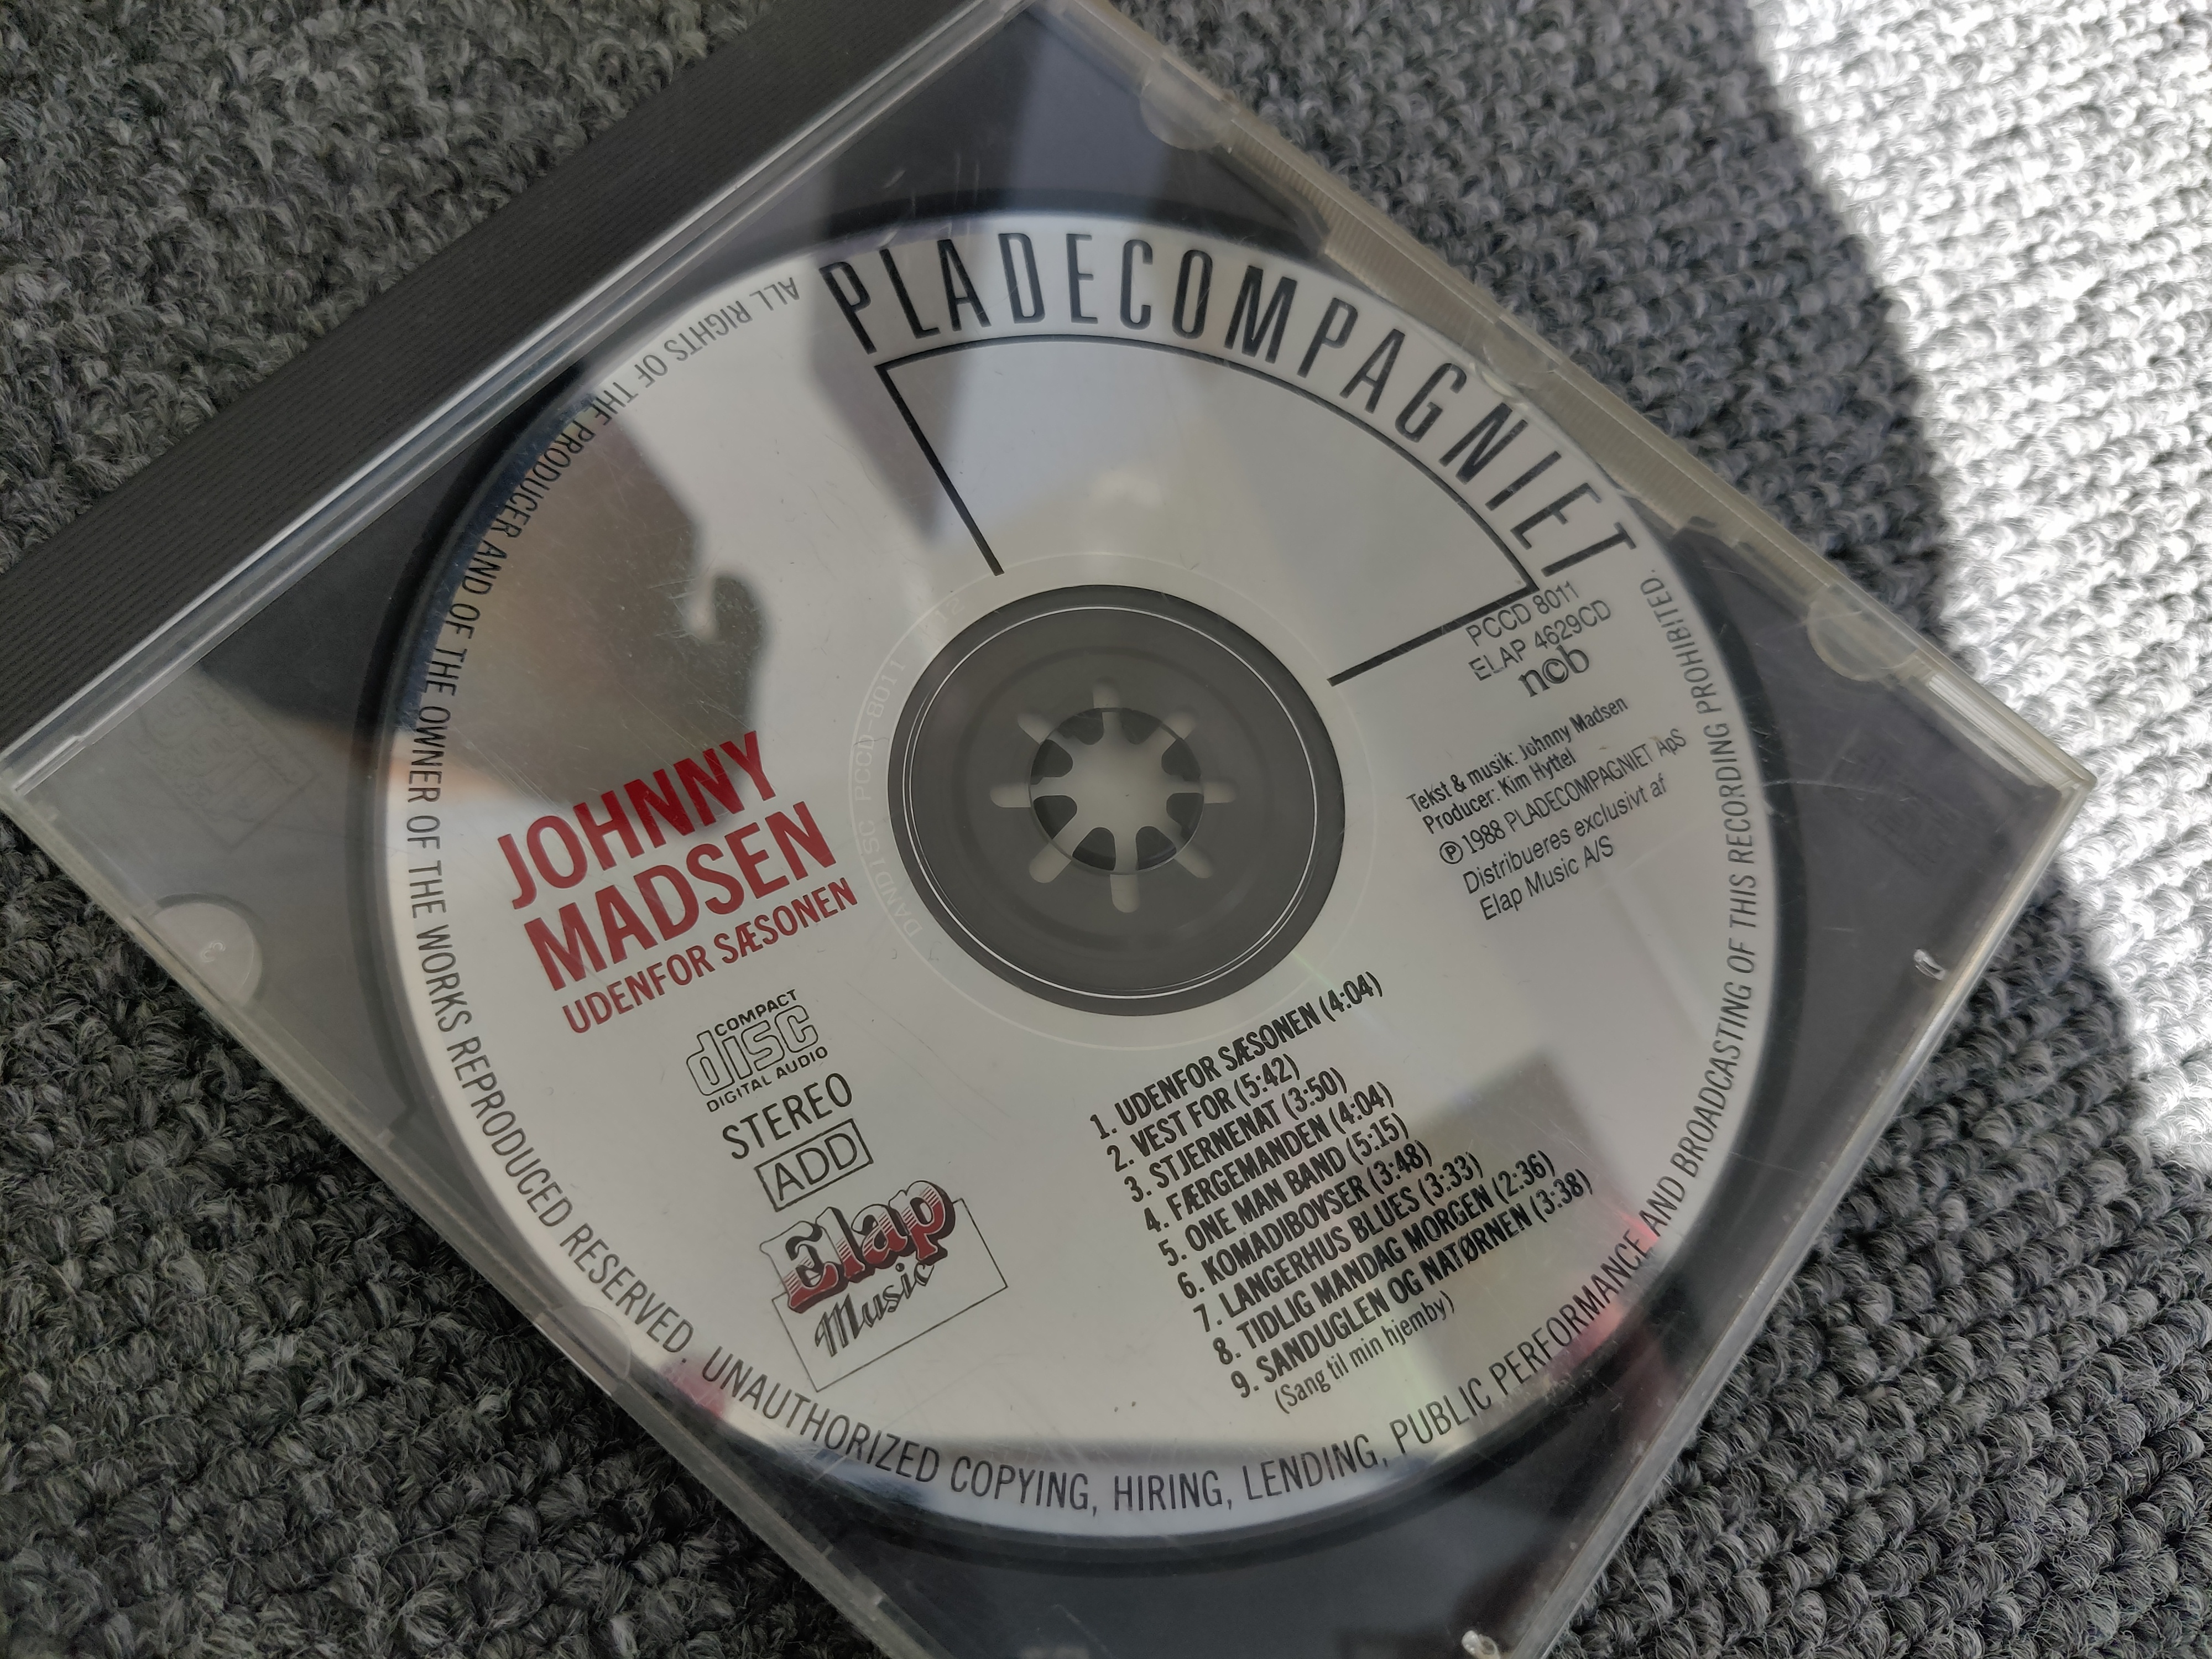 PLADECOMPAGNIET
PCCD 8011
ELAP 4629CD
ncb
Tekst & musik: Johnny Madsen
Producer: Kim Hyttel
Ⓟ 1988 PLADECOMPAGNIET ApS
Distribueres exclusivt af
Elap Music A/S
JOHNNY
MADSEN
UDENFOR SÆSONEN
COMPACT
disc
DIGITAL AUDIO
STEREO
ADD
Elap
Music
1. UDENFOR SÆSONEN (4:04)
2. VEST FOR (5:42)
3. STJERNENAT (3:50)
4. FÆRGEMANDEN (4:04)
5. ONE MAN BAND (5:15)
6. KOMADIBOVSER (3:48)
7. LANGERHUS BLUES (3:33)
8. TIDLIG MANDAG MORGEN (2:36)
9. SANDUGLEN OG NATØRNEN (3:38)
(Sang til min hjemby)
ALL RIGHTS OF THE PRODUCER AND OF THE OWNER OF THE WORKS REPRODUCED RESERVED. UNAUTHORIZED COPYING, HIRING, LENDING, PUBLIC PERFORMANCE AND BROADCASTING OF THIS RECORDING PROHIBITED.
DANDISC PCCD-8011